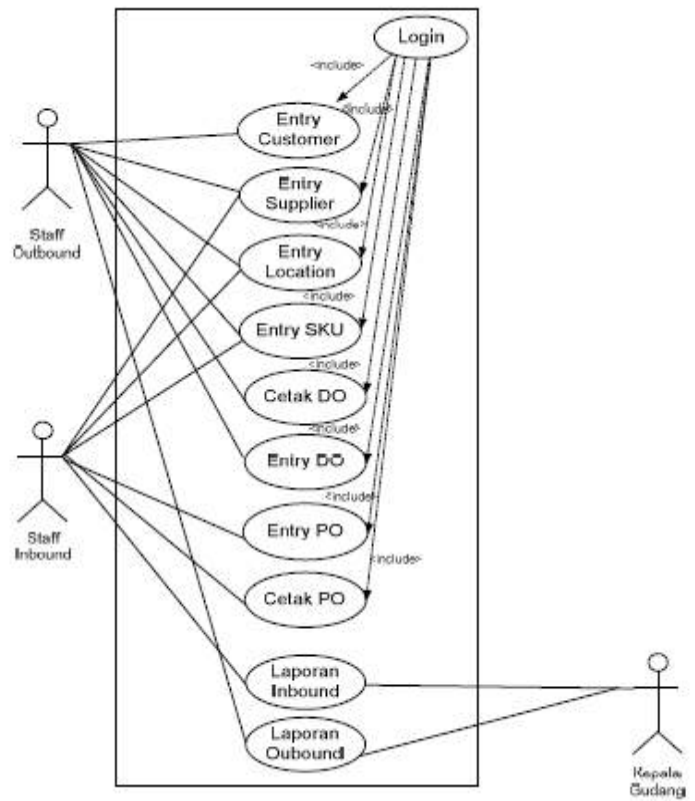 Login
<include>
<include>
Entry
Customer
Entry
Supplier
<include>
Entry
Location
<include>
Entry SKU
<include>
Cetak DO
<include>
Entry DO
<include>
Entry PO
<include>
Cetak PO
Laporan
Inbound
Laporan
Oubound
Staff
Outbound
Staff
Inbound
Kepala
Gudang